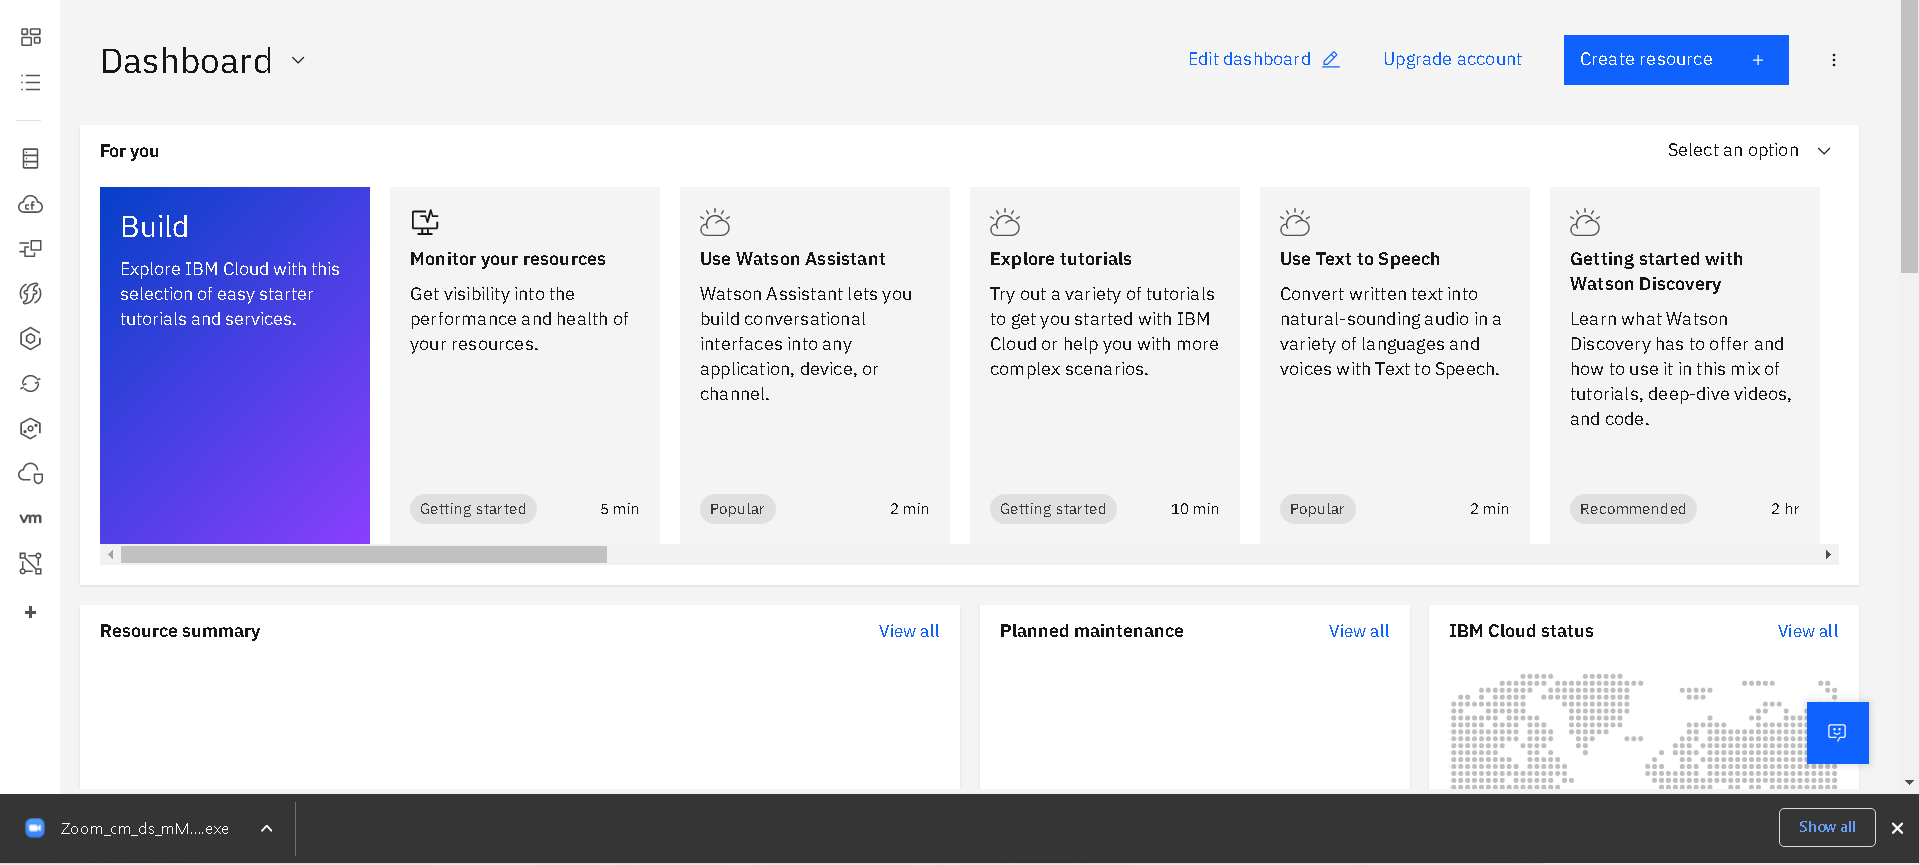 Dashboard
Edit dashboard
Upgrade account
Create resource +
For you
Select an option
Build
Explore IBM Cloud with this
selection of easy starter
tutorials and services.
Monitor your resources
Get visibility into the
performance and health of
your resources.
Getting started
5 min
Use Watson Assistant
Watson Assistant lets you
build conversational
interfaces into any
application, device, or
channel.
Popular
2 min
Explore tutorials
Try out a variety of tutorials
to get you started with IBM
Cloud or help you with more
complex scenarios.
Getting started
10 min
Use Text to Speech
Convert written text into
natural-sounding audio in a
variety of languages and
voices with Text to Speech.
Popular
2 min
Getting started with
Watson Discovery
Learn what Watson
Discovery has to offer and
how to use it in this mix of
tutorials, deep-dive videos,
and code.
Recommended
2 hr
cf
vm
Resource summary
View all
Planned maintenance
View all
IBM Cloud status
View all
Zoom_cm_ds_mM....exe
Show all